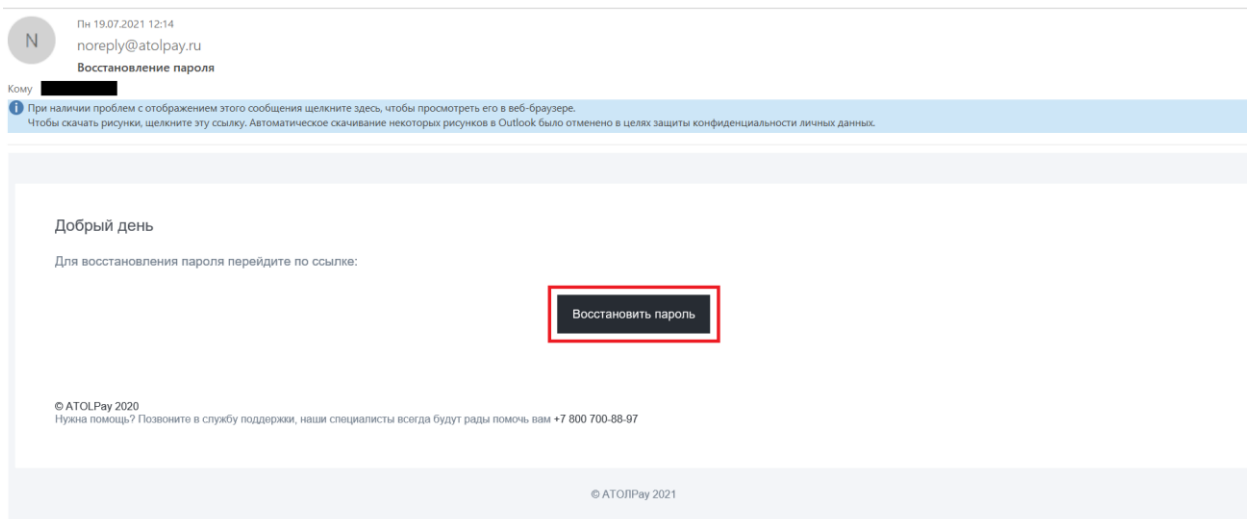 Пн 19.07.2021 12:14
N
noreply@atolpay.ru
Восстановление пароля
Кому
При наличии проблем с отображением этого сообщения щелкните здесь, чтобы просмотреть его в веб-браузере.
Чтобы скачать рисунки, щелкните эту ссылку. Автоматическое скачивание некоторых рисунков в Outlook было отменено в целях защиты конфиденциальности личных данных.
Добрый день
Для восстановления пароля перейдите по ссылке:
Восстановить пароль
© ATOLPay 2020
Нужна помощь? Позвоните в службу поддержки, наши специалисты всегда будут рады помочь вам +7 800 700-88-97
© АТОЛPay 2021